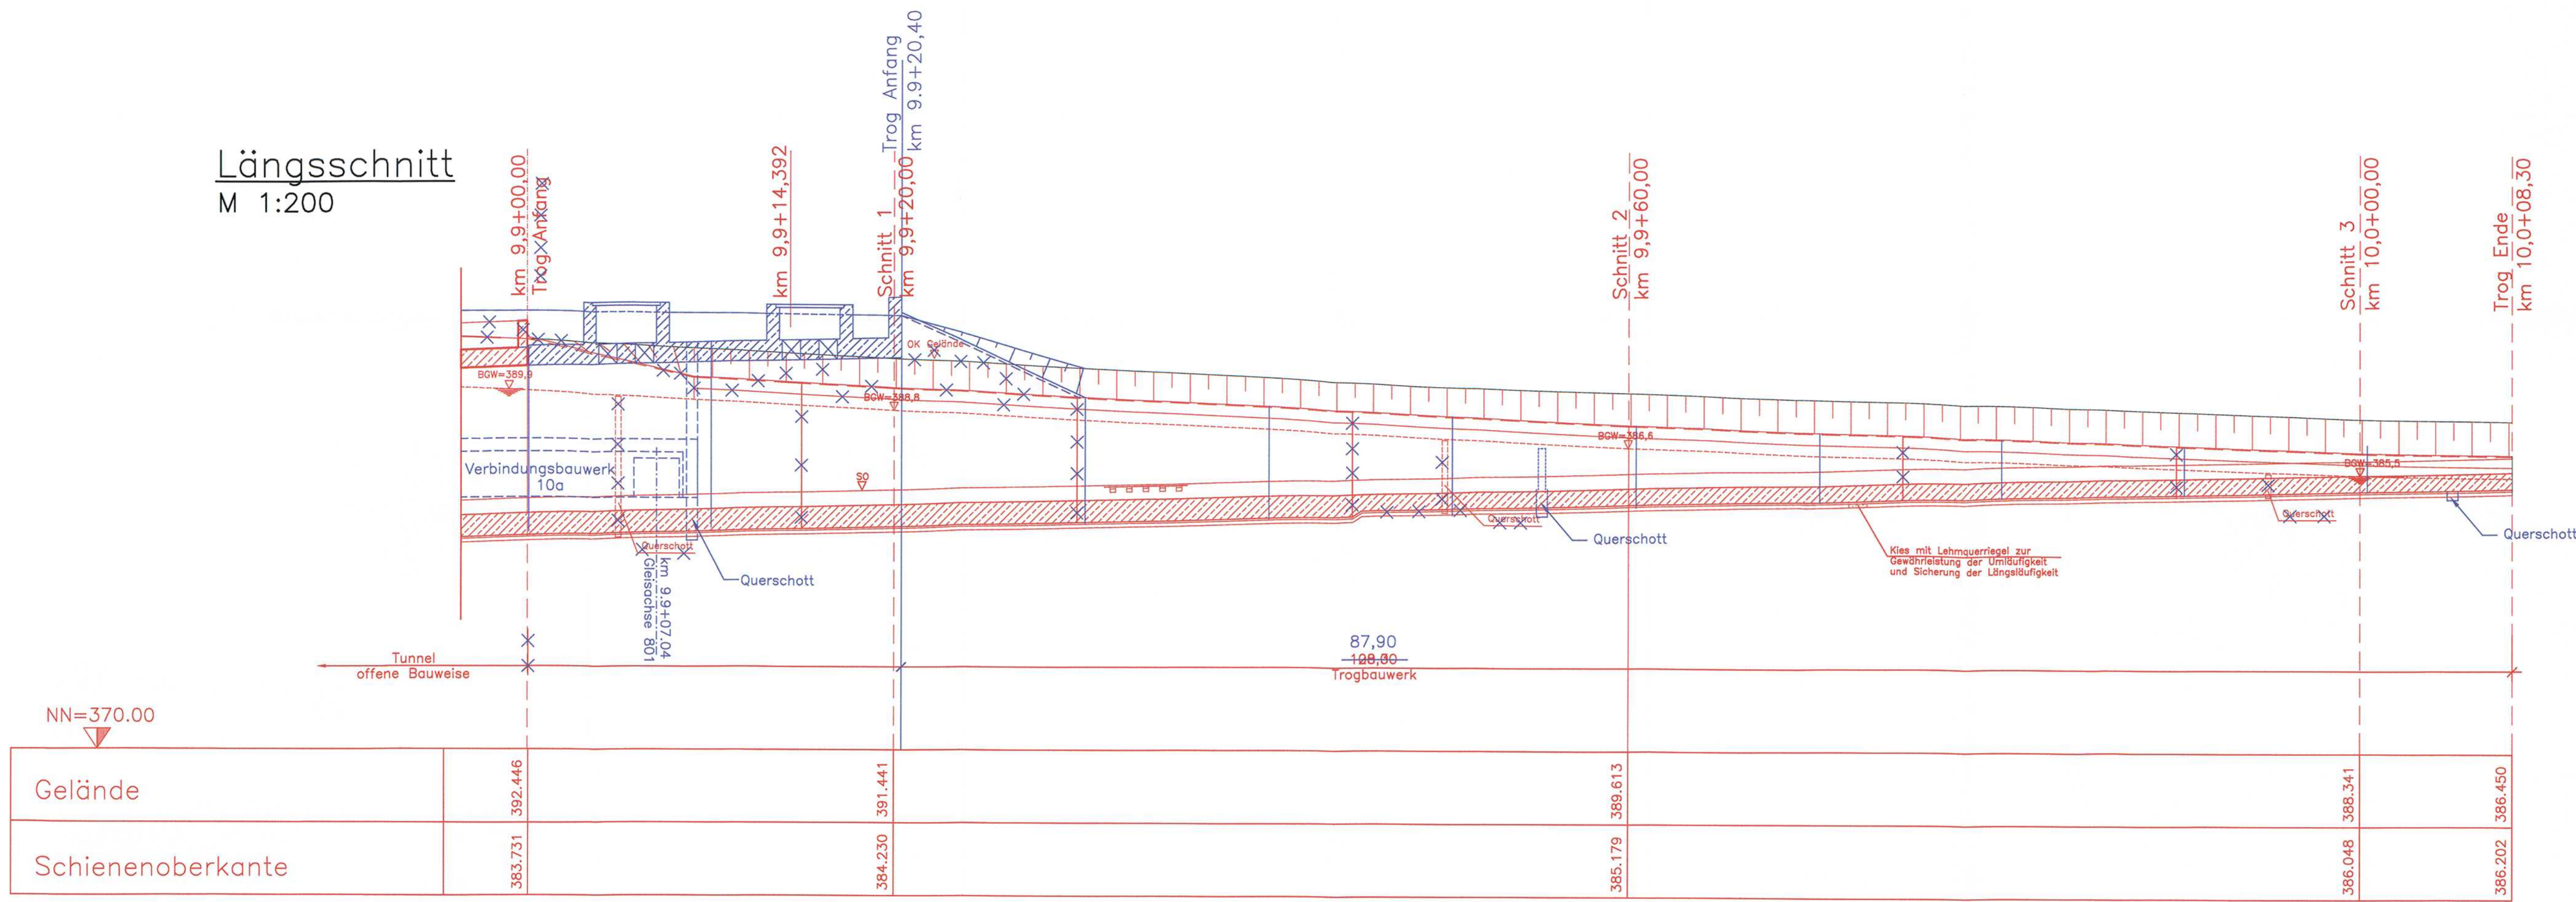 Längsschnitt
M 1:200
km 9,9+00,00
Trog Anfang
km 9,9+14,392
Schnitt 1
km 9,9+20,00
Trog Anfang
km 9.9+20,40
Schnitt 2
km 9,9+60,00
Schnitt 3
km 10,0+00,00
Trog Ende
km 10,0+08,30
OK Gelände
BGW=389,9
BGW=388,8
BGW=386,6
BGW=385,5
SO
Verbindungsbauwerk
10a
Querschott
Querschott
Querschott
Querschott
Querschott
Querschott
km 9.9+07.04
Gleisachse 801
Kies mit Lehmquerriegel zur
Gewährleistung der Umläufigkeit
und Sicherung der Längsläufigkeit
Tunnel
offene Bauweise
87,90
Trogbauwerk
NN=370.00
Gelände 392.446 391.441 389.613 388.341 386.450
Schienenoberkante 383.731 384.230 385.179 386.048 386.202